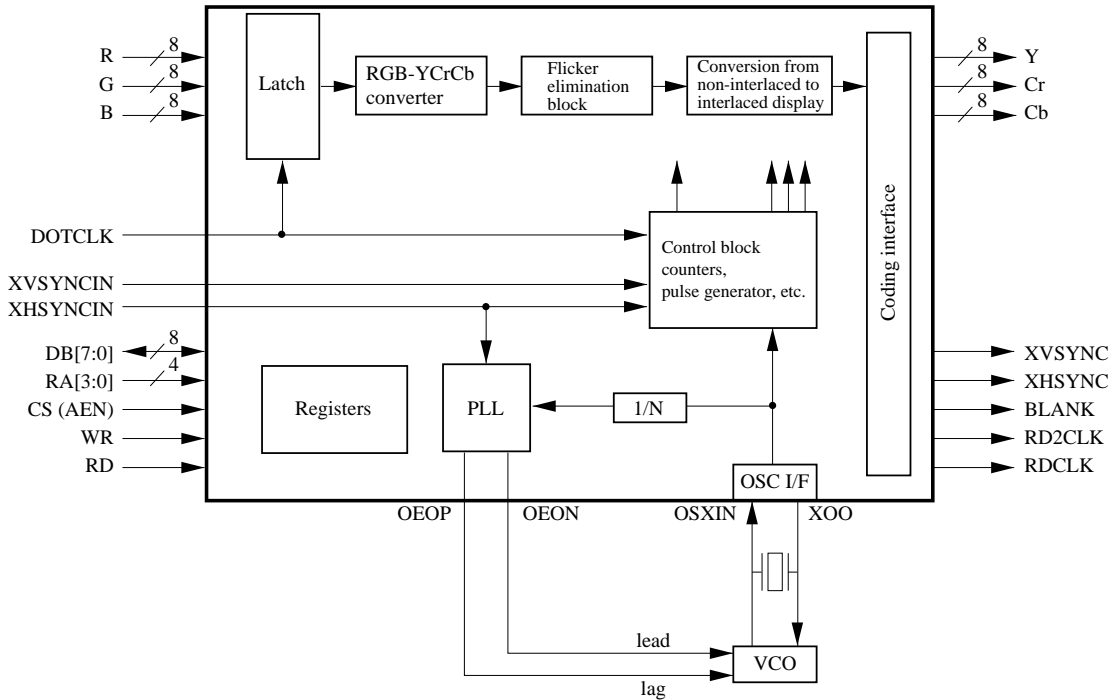 R
8
G
8
B
8
Latch
RGB-YCrCb
converter
Flicker
elimination
block
Conversion from
non-interlaced to
interlaced display
Coding interface
8
Y
8
Cr
8
Cb
DOTCLK
XVSYNCIN
XHSYNCIN
Control block
counters,
pulse generator, etc.
DB[7:0]
8
RA[3:0]
4
CS (AEN)
WR
RD
Registers
PLL
1/N
OSC I/F
XVSYNC
XHSYNC
BLANK
RD2CLK
RDCLK
OEOP
OEON
OSXIN
XOO
lead
lag
VCO